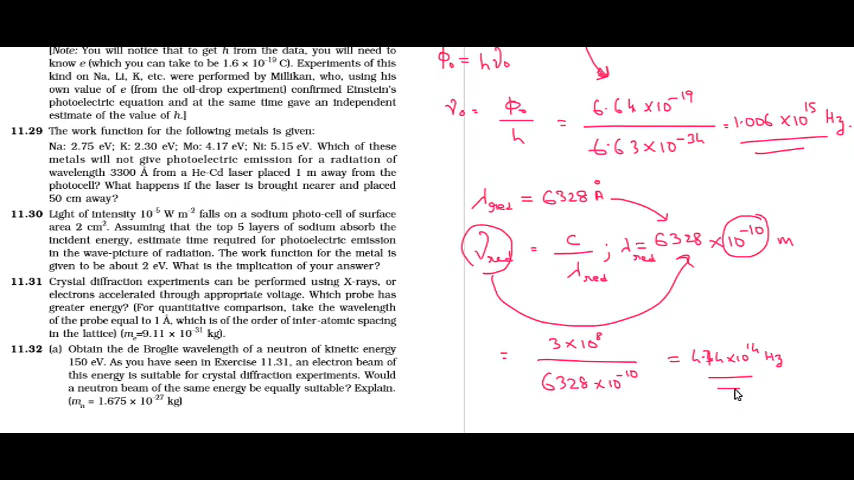 [Note: You will notice that to get h from the data, you will need to
know e (which you can take to be 1.6 × 10⁻¹⁹ C). Experiments of this
kind on Na, Li, K, etc. were performed by Millikan, who, using his
own value of e (from the oil-drop experiment) confirmed Einstein's
photoelectric equation and at the same time gave an independent
estimate of the value of h.]
11.29 The work function for the following metals is given:
Na: 2.75 eV; K: 2.30 eV; Mo: 4.17 eV; Ni: 5.15 eV. Which of these
metals will not give photoelectric emission for a radiation of
wavelength 3300 Å from a He-Cd laser placed 1 m away from the
photocell? What happens if the laser is brought nearer and placed
50 cm away?
11.30 Light of intensity 10⁻⁵ W m⁻² falls on a sodium photo-cell of surface
area 2 cm². Assuming that the top 5 layers of sodium absorb the
incident energy, estimate time required for photoelectric emission
in the wave-picture of radiation. The work function for the metal is
given to be about 2 eV. What is the implication of your answer?
11.31 Crystal diffraction experiments can be performed using X-rays, or
electrons accelerated through appropriate voltage. Which probe has
greater energy? (For quantitative comparison, take the wavelength
of the probe equal to 1 Å, which is of the order of inter-atomic spacing
in the lattice) (mₑ=9.11 × 10⁻³¹ kg).
11.32 (a) Obtain the de Broglie wavelength of a neutron of kinetic energy
150 eV. As you have seen in Exercise 11.31, an electron beam of
this energy is suitable for crystal diffraction experiments. Would
a neutron beam of the same energy be equally suitable? Explain.
(mₙ = 1.675 × 10⁻²⁷ kg)
ϕ₀ = hν₀
ν₀ = ϕ₀/h = 6.64×10⁻¹⁹/6.63×10⁻³⁴ = 1.006 ×10¹⁵ Hz.
λred = 6328 Å
νred = c/λred ; λred = 6328 × 10⁻¹⁰ m
= 3×10⁸/6328×10⁻¹⁰ = 4.74×10¹⁴ Hz